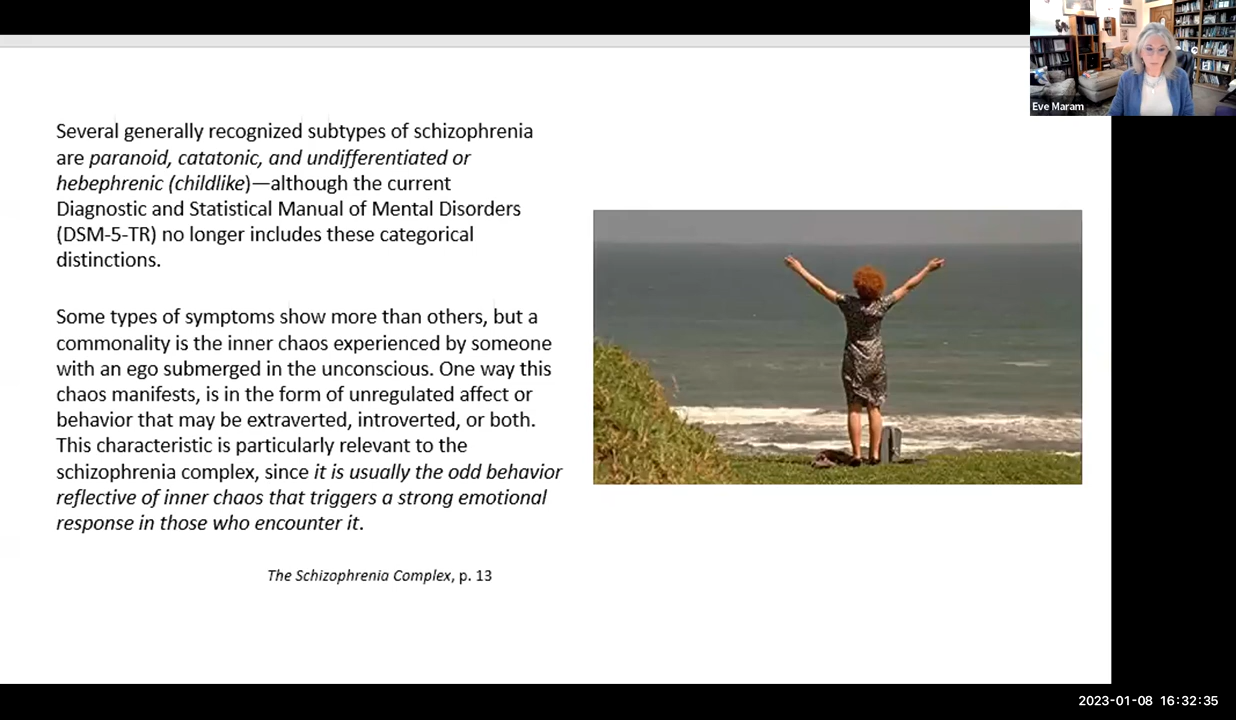 Several generally recognized subtypes of schizophrenia
are paranoid, catatonic, and undifferentiated or
hebephrenic (childlike)—although the current
Diagnostic and Statistical Manual of Mental Disorders
(DSM-5-TR) no longer includes these categorical
distinctions.
Some types of symptoms show more than others, but a
commonality is the inner chaos experienced by someone
with an ego submerged in the unconscious. One way this
chaos manifests, is in the form of unregulated affect or
behavior that may be extraverted, introverted, or both.
This characteristic is particularly relevant to the
schizophrenia complex, since it is usually the odd behavior
reflective of inner chaos that triggers a strong emotional
response in those who encounter it.
The Schizophrenia Complex, p. 13
Eve Maram
2023-01-08 16:32:35